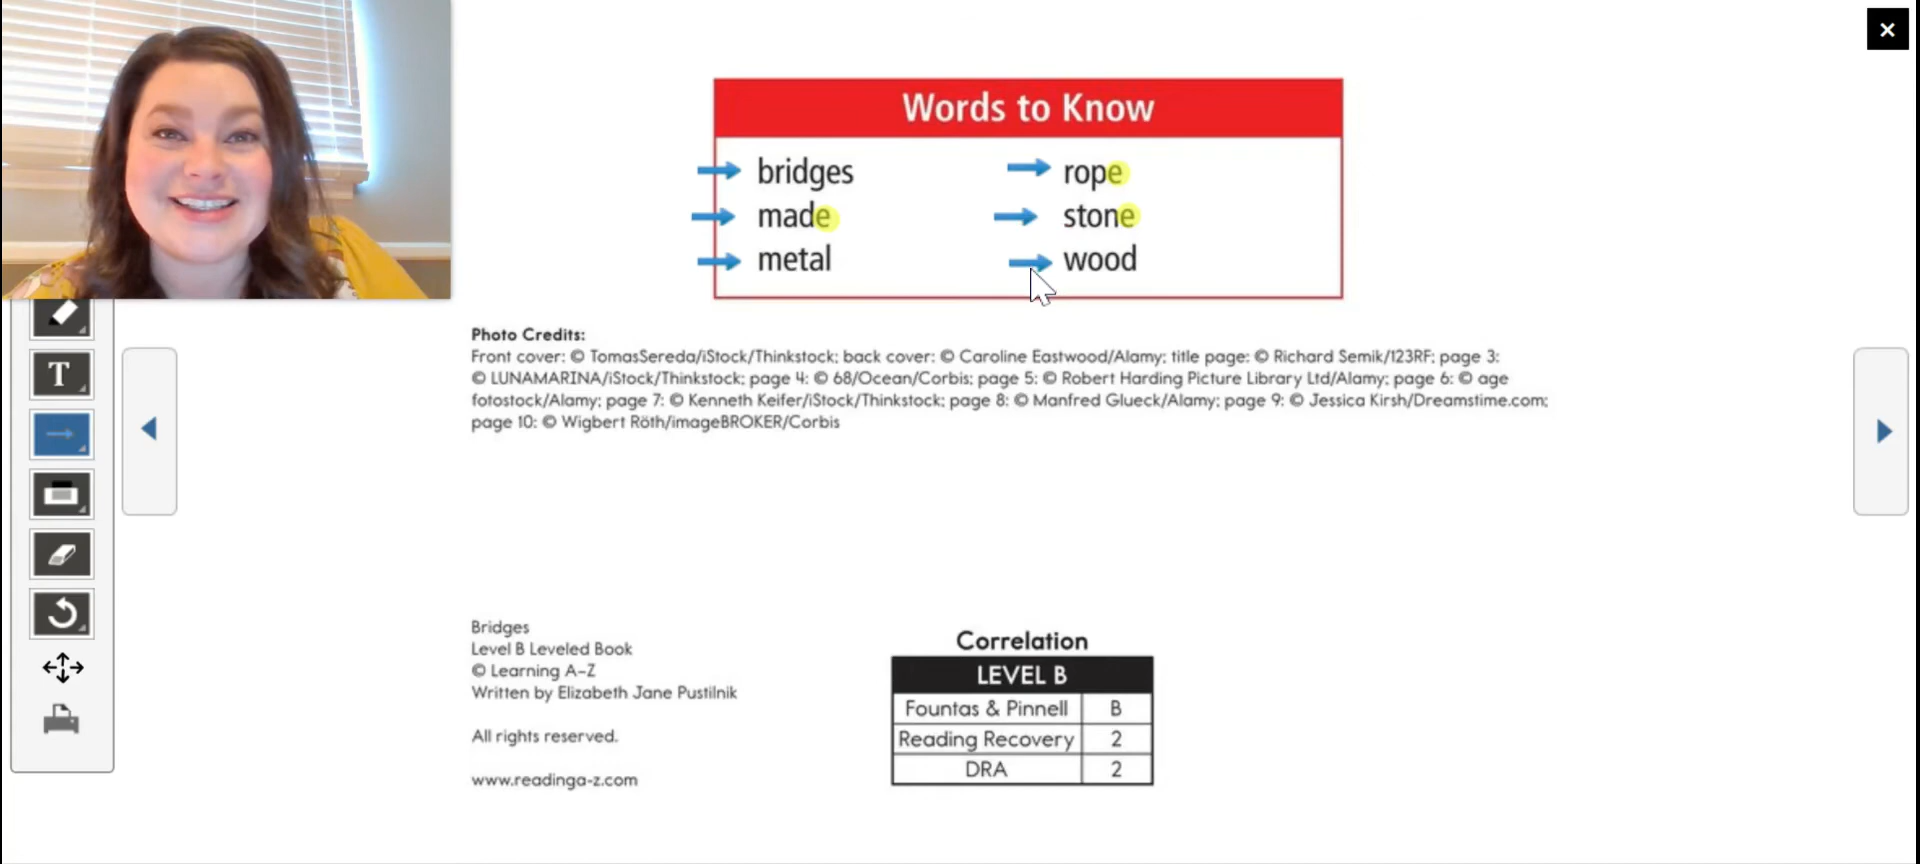 Words to Know
bridges
made
metal
rope
stone
wood
Photo Credits:
Front cover: © TomasSereda/iStock/Thinkstock; back cover: © Caroline Eastwood/Alamy; title page: © Richard Semik/123RF; page 3:
© LUNAMARINA/iStock/Thinkstock; page 4: © 68/Ocean/Corbis; page 5: © Robert Harding Picture Library Ltd/Alamy; page 6: © age
fotostock/Alamy; page 7: © Kenneth Keifer/iStock/Thinkstock; page 8: © Manfred Glueck/Alamy; page 9: © Jessica Kirsh/Dreamstime.com;
page 10: © Wigbert Röth/imageBROKER/Corbis
T
Bridges
Level B Leveled Book
© Learning A–Z
Written by Elizabeth Jane Pustilnik
All rights reserved.
www.readinga-z.com
Correlation
LEVEL B
Fountas & Pinnell B
Reading Recovery 2
DRA 2